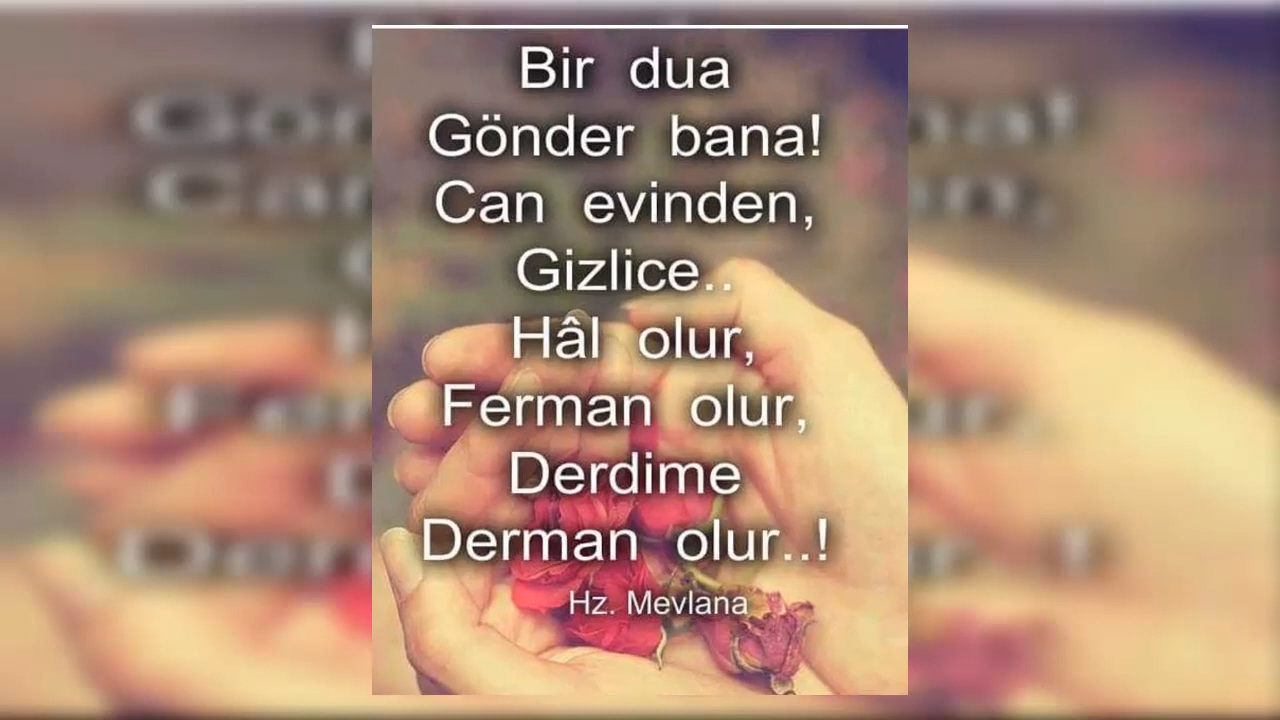 Bir dua
Gönder bana!
Can evinden,
Gizlice..
Hâl olur,
Ferman olur,
Derdime
Derman olur..!
Hz. Mevlana